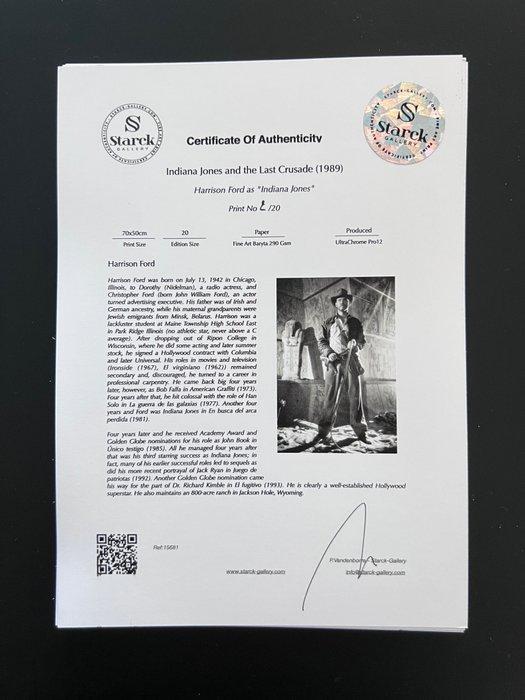 Starck
GALLERY
Starck
GALLERY
Certificate Of Authenticity
Indiana Jones and the Last Crusade (1989)
Harrison Ford as "Indiana Jones"
Print No /20
70x50cm 20 Paper Produced
Print Size Edition Size Fine Art Baryta 290 Gsm UltraChrome Pro12
Harrison Ford
Harrison Ford was born on July 13, 1942 in Chicago,
Illinois, to Dorothy (Nidelman), a radio actress, and
Christopher Ford (born John William Ford), an actor
turned advertising executive. His father was of Irish and
German ancestry, while his maternal grandparents were
Jewish emigrants from Minsk, Belarus. Harrison was a
lackluster student at Maine Township High School East
in Park Ridge Illinois (no athletic star, never above a C
average). After dropping out of Ripon College in
Wisconsin, where he did some acting and later summer
stock, he signed a Hollywood contract with Columbia
and later Universal. His roles in movies and television
(Ironside (1967), El virginiano (1962)) remained
secondary and, discouraged, he turned to a career in
professional carpentry. He came back big four years
later, however, as Bob Falfa in American Graffiti (1973).
Four years after that, he hit colossal with the role of Han
Solo in La guerra de las galaxias (1977). Another four
years and Ford was Indiana Jones in En busca del arca
perdida (1981).
Four years later and he received Academy Award and
Golden Globe nominations for his role as John Book in
Único testigo (1985). All he managed four years after
that was his third starring success as Indiana Jones; in
fact, many of his earlier successful roles led to sequels as
did his more recent portrayal of Jack Ryan in Juego de
patriotas (1992). Another Golden Globe nomination came
his way for the part of Dr. Richard Kimble in El fugitivo (1993). He is clearly a well-established Hollywood
superstar. He also maintains an 800-acre ranch in Jackson Hole, Wyoming.
Ref:15681
P.Vandenborre Starck-Gallery
www.starck-gallery.com info@starck-gallery.com